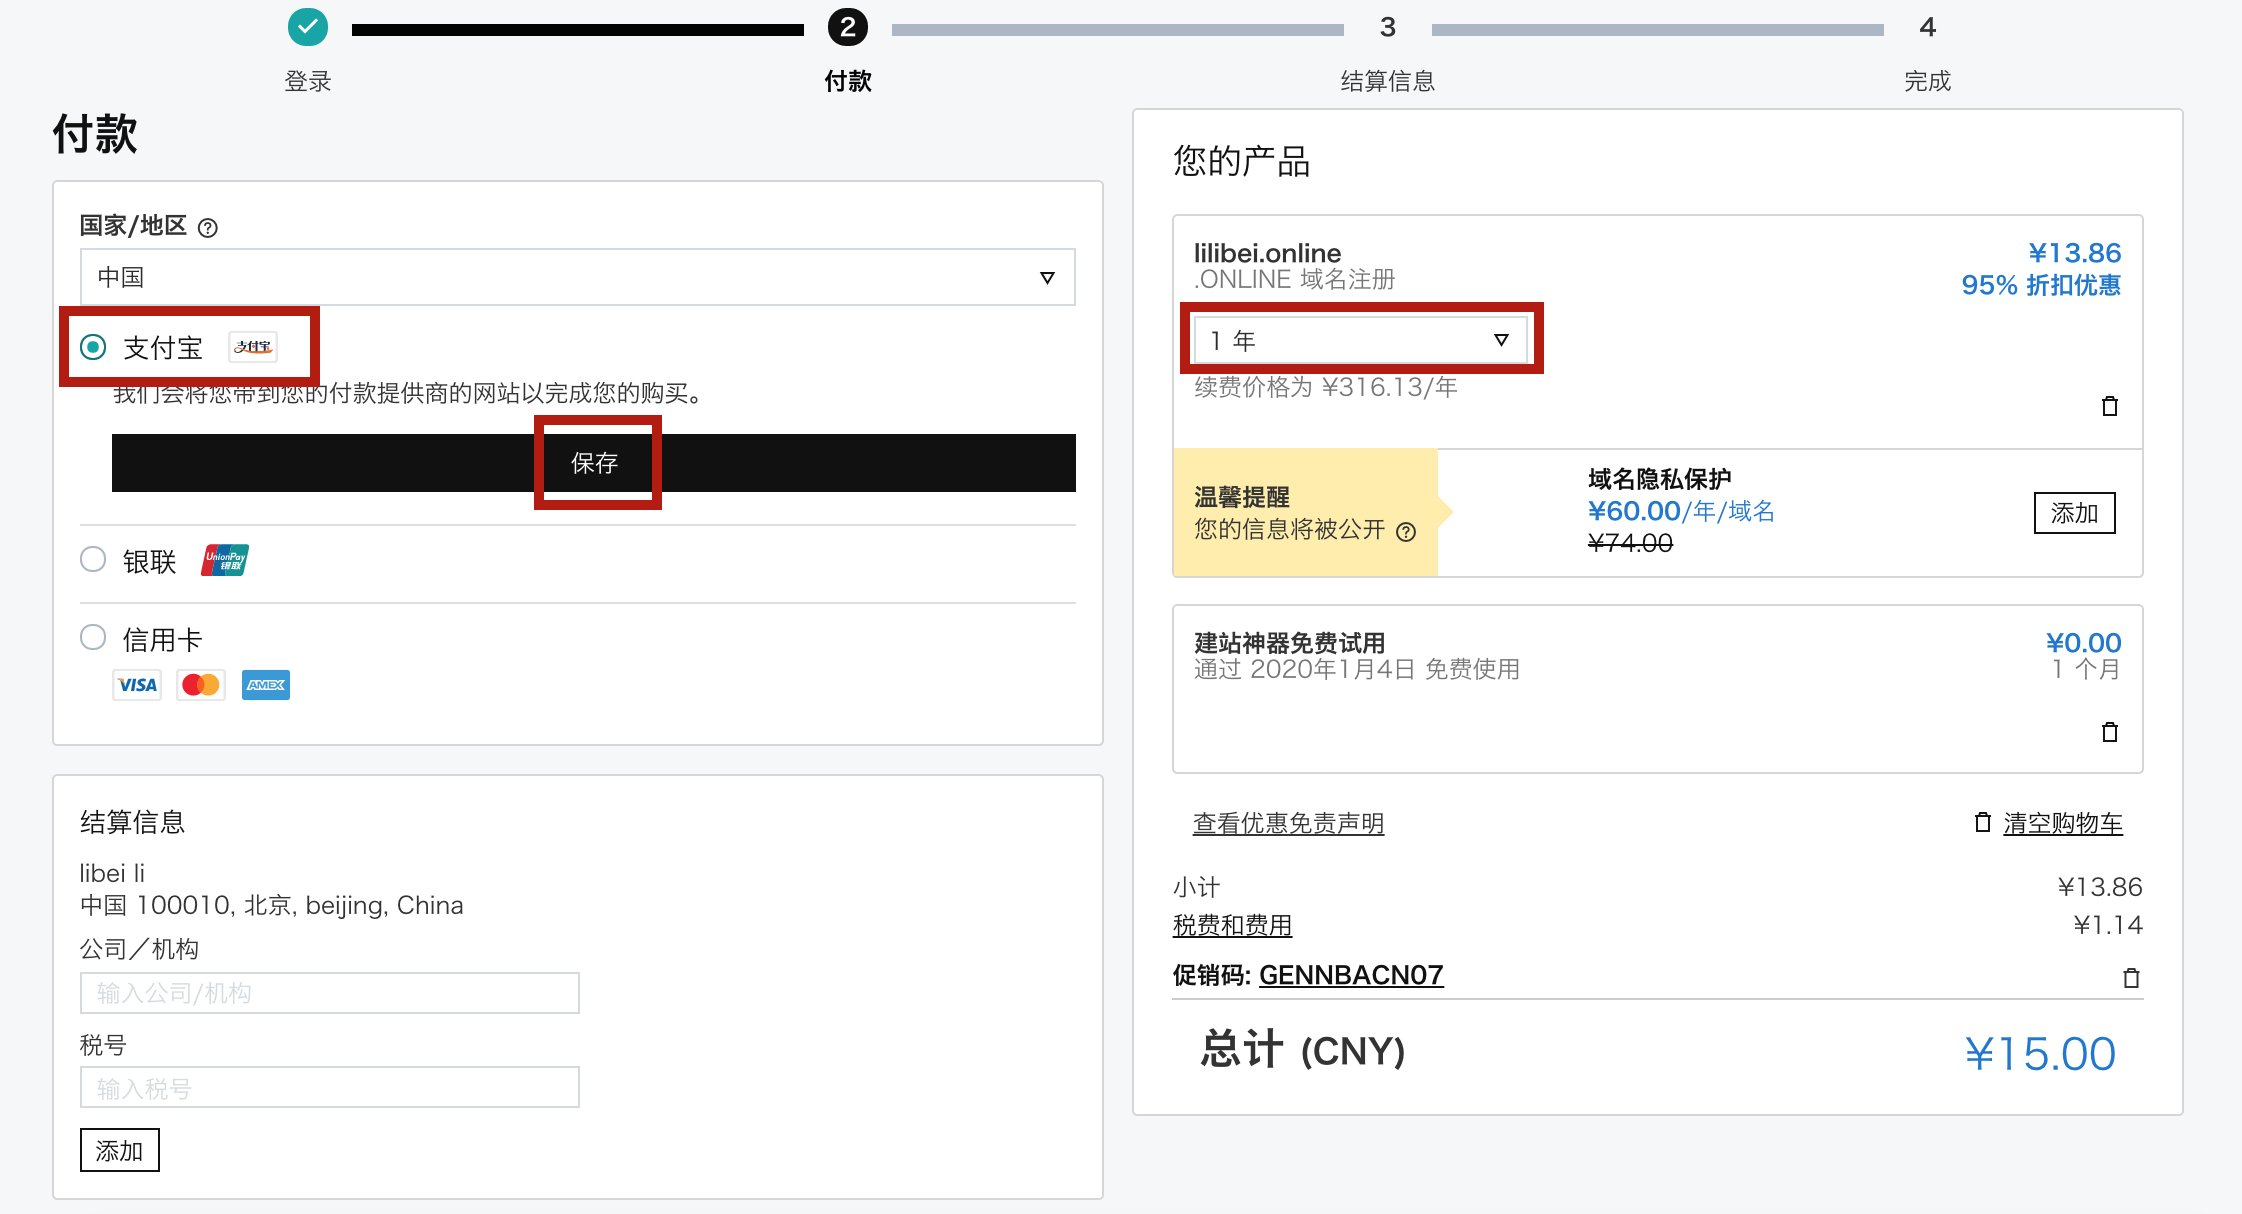 2
3
4
登录
付款
结算信息
完成
付款
国家/地区
中国
支付宝
支付宝
我们会将您带到您的付款提供商的网站以完成您的购买。
保存
银联
UnionPay
银联
信用卡
VISA
AMEX
结算信息
libei li
中国 100010, 北京, beijing, China
公司／机构
输入公司/机构
税号
输入税号
添加
您的产品
lilibei.online
¥13.86
.ONLINE 域名注册
95% 折扣优惠
1 年
续费价格为 ¥316.13/年
温馨提醒
您的信息将被公开
域名隐私保护
¥60.00/年/域名
¥74.00
添加
建站神器免费试用
¥0.00
通过 2020年1月4日 免费使用
1 个月
查看优惠免责声明
清空购物车
小计
¥13.86
税费和费用
¥1.14
促销码: GENNBACN07
总计 (CNY)
¥15.00